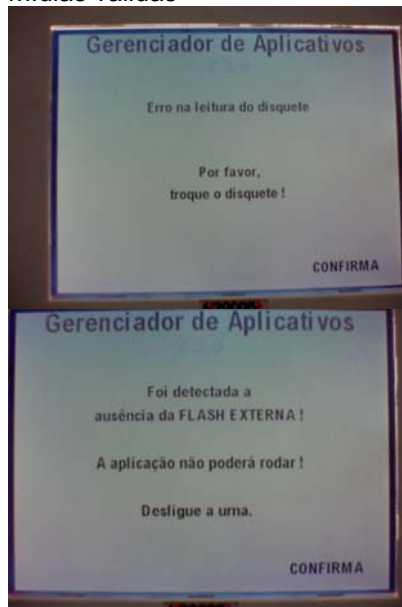 Gerenciador de Aplicativos
Erro na leitura do disquete
Por favor,
troque o disquete !
CONFIRMA
Gerenciador de Aplicativos
Foi detectada a
ausência da FLASH EXTERNA !
A aplicação não poderá rodar !
Desligue a urna.
CONFIRMA